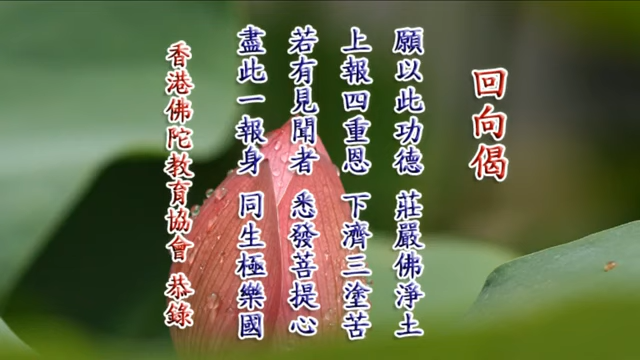 回向偈
願以此功德 莊嚴佛淨土
上報四重恩 下濟三塗苦
若有見聞者 悉發菩提心
盡此一報身 同生極樂國
香港佛陀教育協會 恭錄